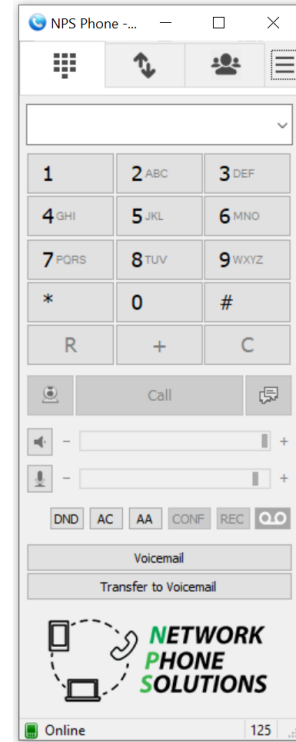 NPS Phone -...
1 2 ABC 3 DEF
4 GHI 5 JKL 6 MNO
7 PQRS 8 TUV 9 WXYZ
* 0 #
R + C
Call
- +
- +
DND AC AA CONF REC
Voicemail
Transfer to Voicemail
NETWORK
PHONE
SOLUTIONS
Online 125